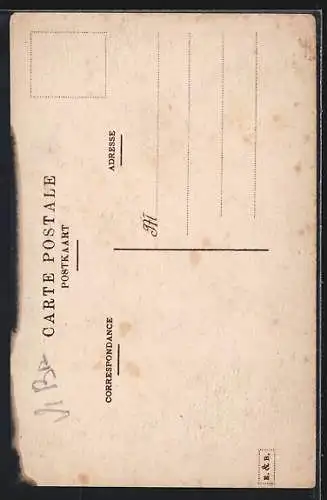 CARTE POSTALE
POSTKAART
CORRESPONDANCE
ADRESSE
M
E. & B.